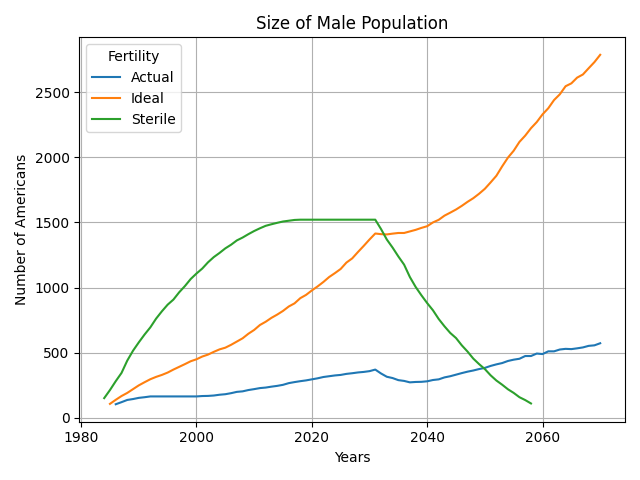 Size of Male Population
Fertility
Actual
Ideal
Sterile
Number of Americans
2500
2000
1500
1000
500
0
1980
2000
2020
2040
2060
Years